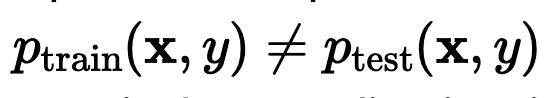 p_train(x, y) ≠ p_test(x, y)